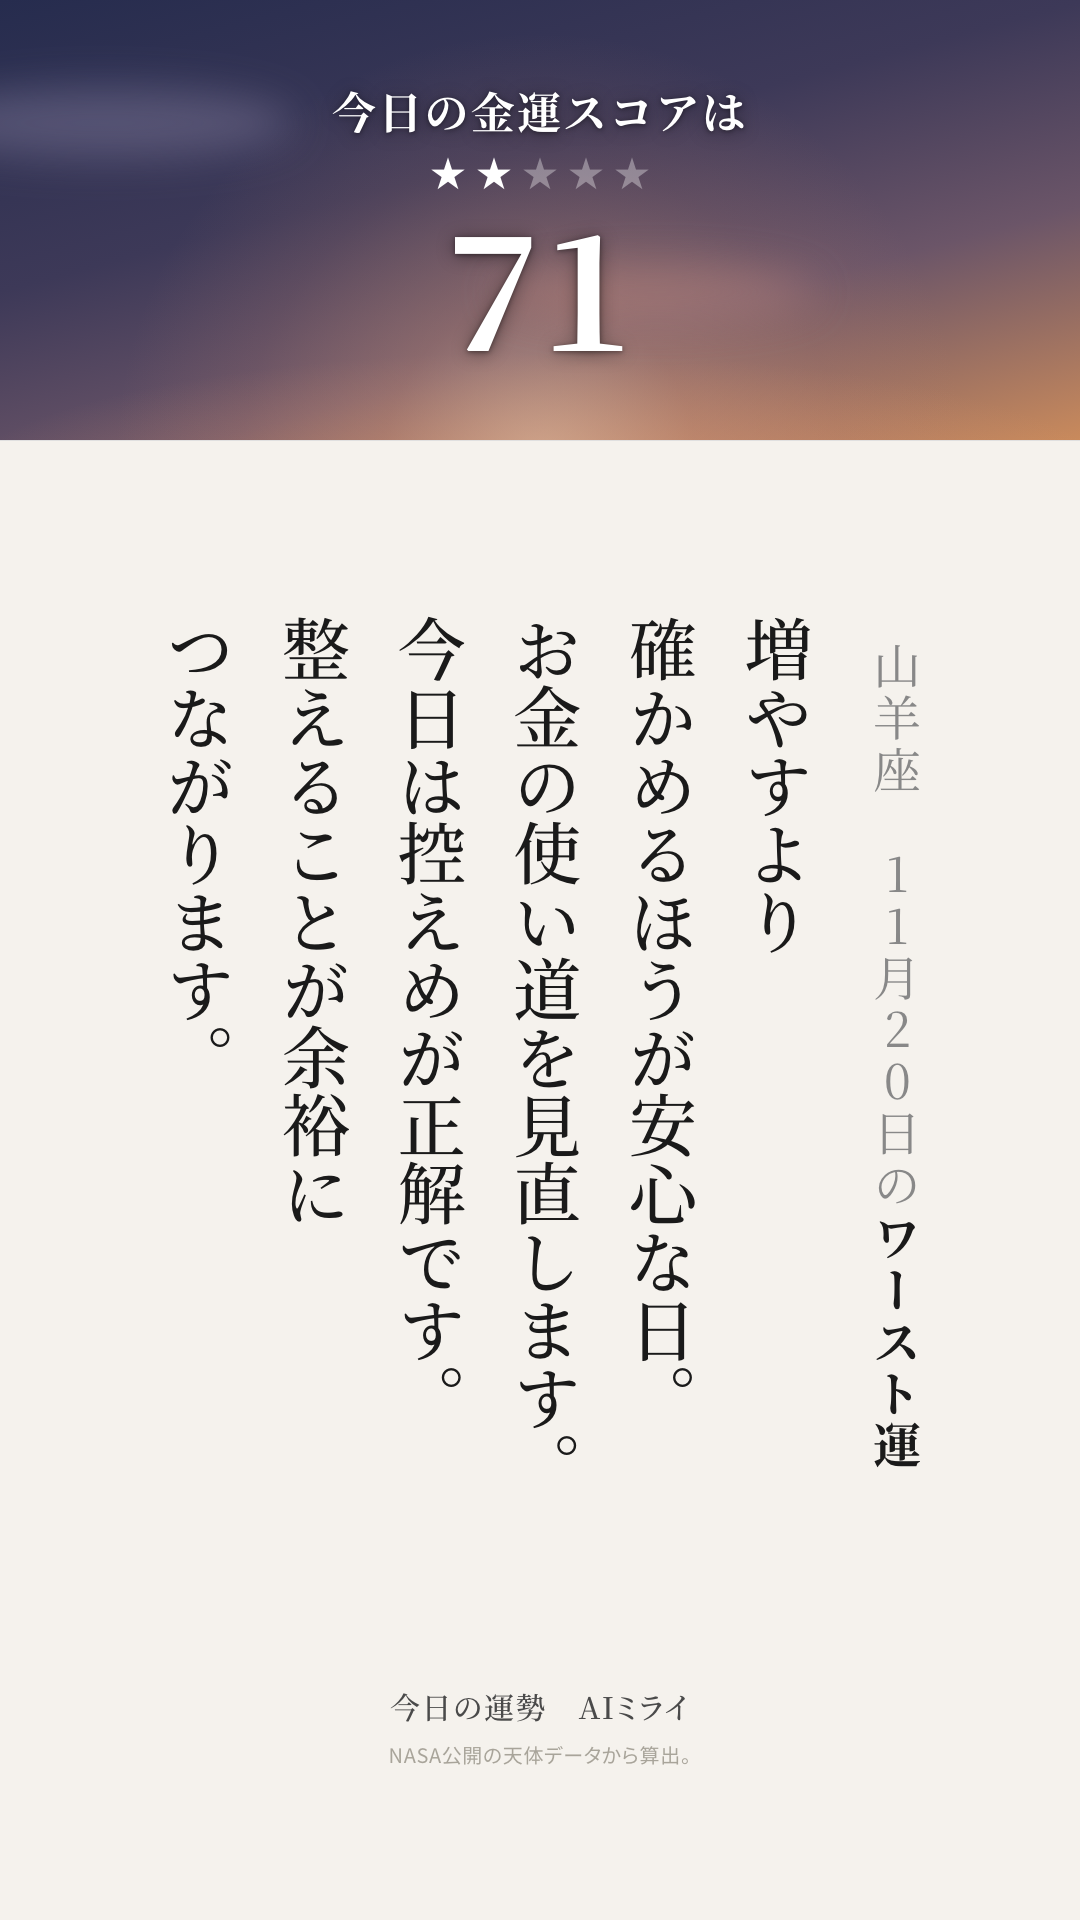 今日の金運スコアは
★★★★★
71
山羊座　11月20日のワースト運
増やすより
確かめるほうが安心な日。
お金の使い道を見直します。
今日は控えめが正解です。
整えることが余裕に
つながります。
今日の運勢　AIミライ
NASA公開の天体データから算出。